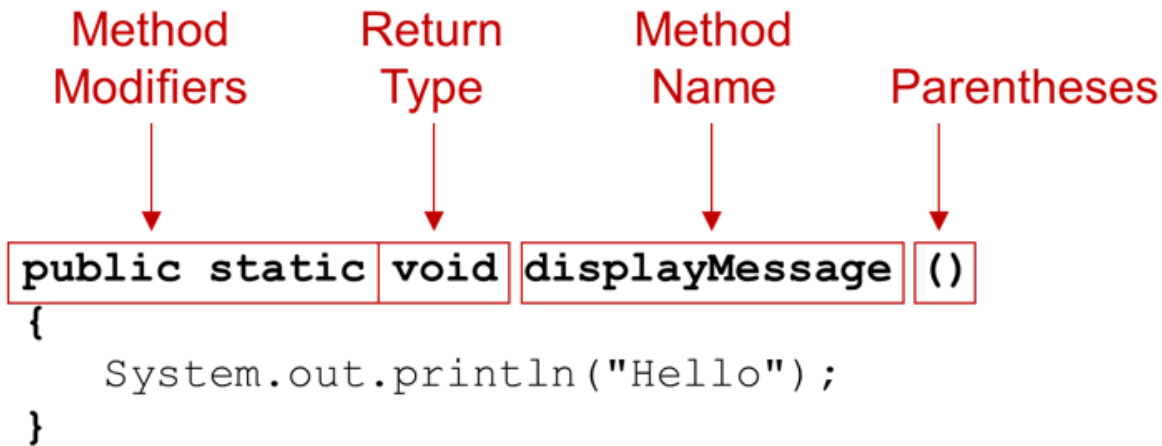 Method Modifiers
Return Type
Method Name
Parentheses
public static void displayMessage ()
{
System.out.println("Hello");
}